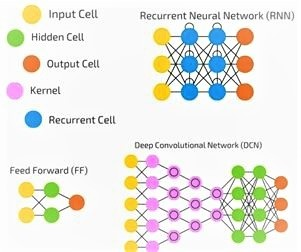 Input Cell
Hidden Cell
Output Cell
Kernel
Recurrent Cell
Recurrent Neural Network (RNN)
Deep Convolutional Network (DCN)
Feed Forward (FF)